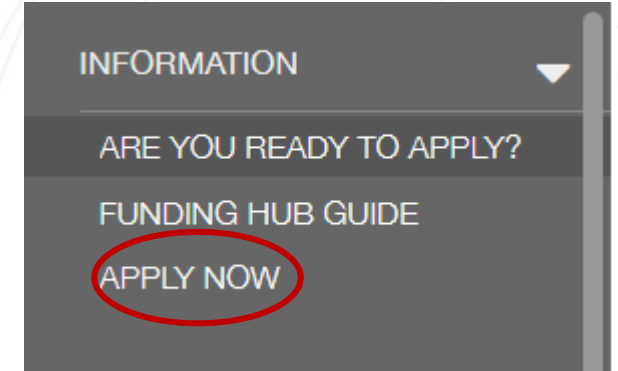 INFORMATION
ARE YOU READY TO APPLY?
FUNDING HUB GUIDE
APPLY NOW